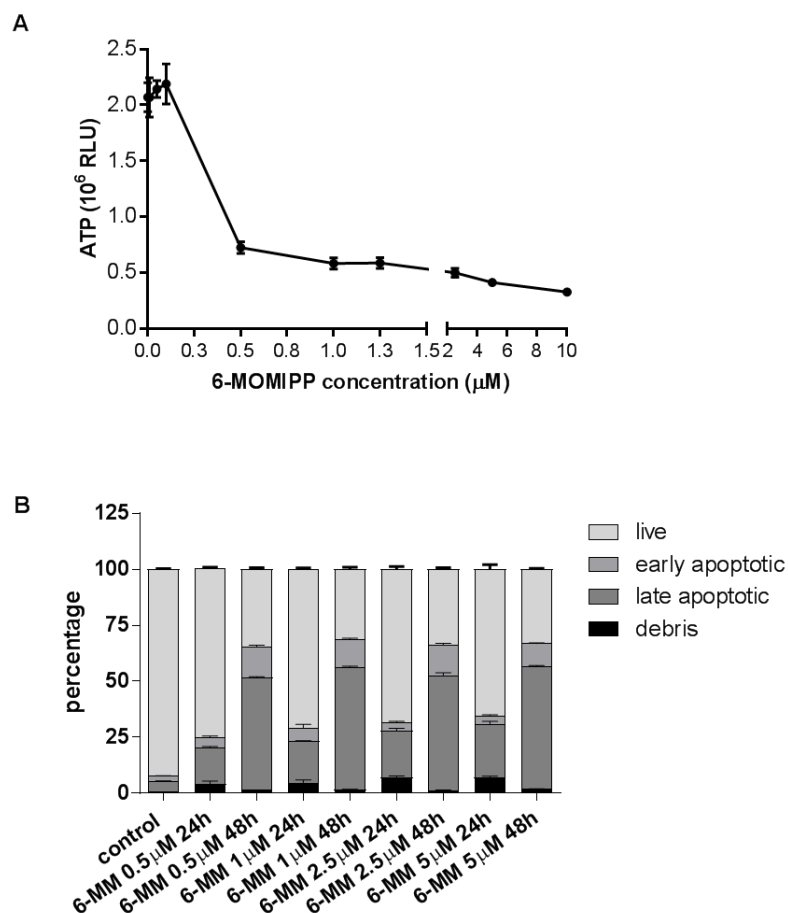 A
2.5
2.0
1.5
1.0
0.5
0.0
ATP (10⁶ RLU)
0.0 0.3 0.5 0.8 1.0 1.3 1.5 2 4 6 8 10
6-MOMIPP concentration (μM)
B
125
100
75
50
25
0
percentage
live
early apoptotic
late apoptotic
debris
control
6-MM 0.5μM 24h
6-MM 0.5μM 48h
6-MM 1μM 24h
6-MM 1μM 48h
6-MM 2.5μM 24h
6-MM 2.5μM 48h
6-MM 5μM 24h
6-MM 5μM 48h